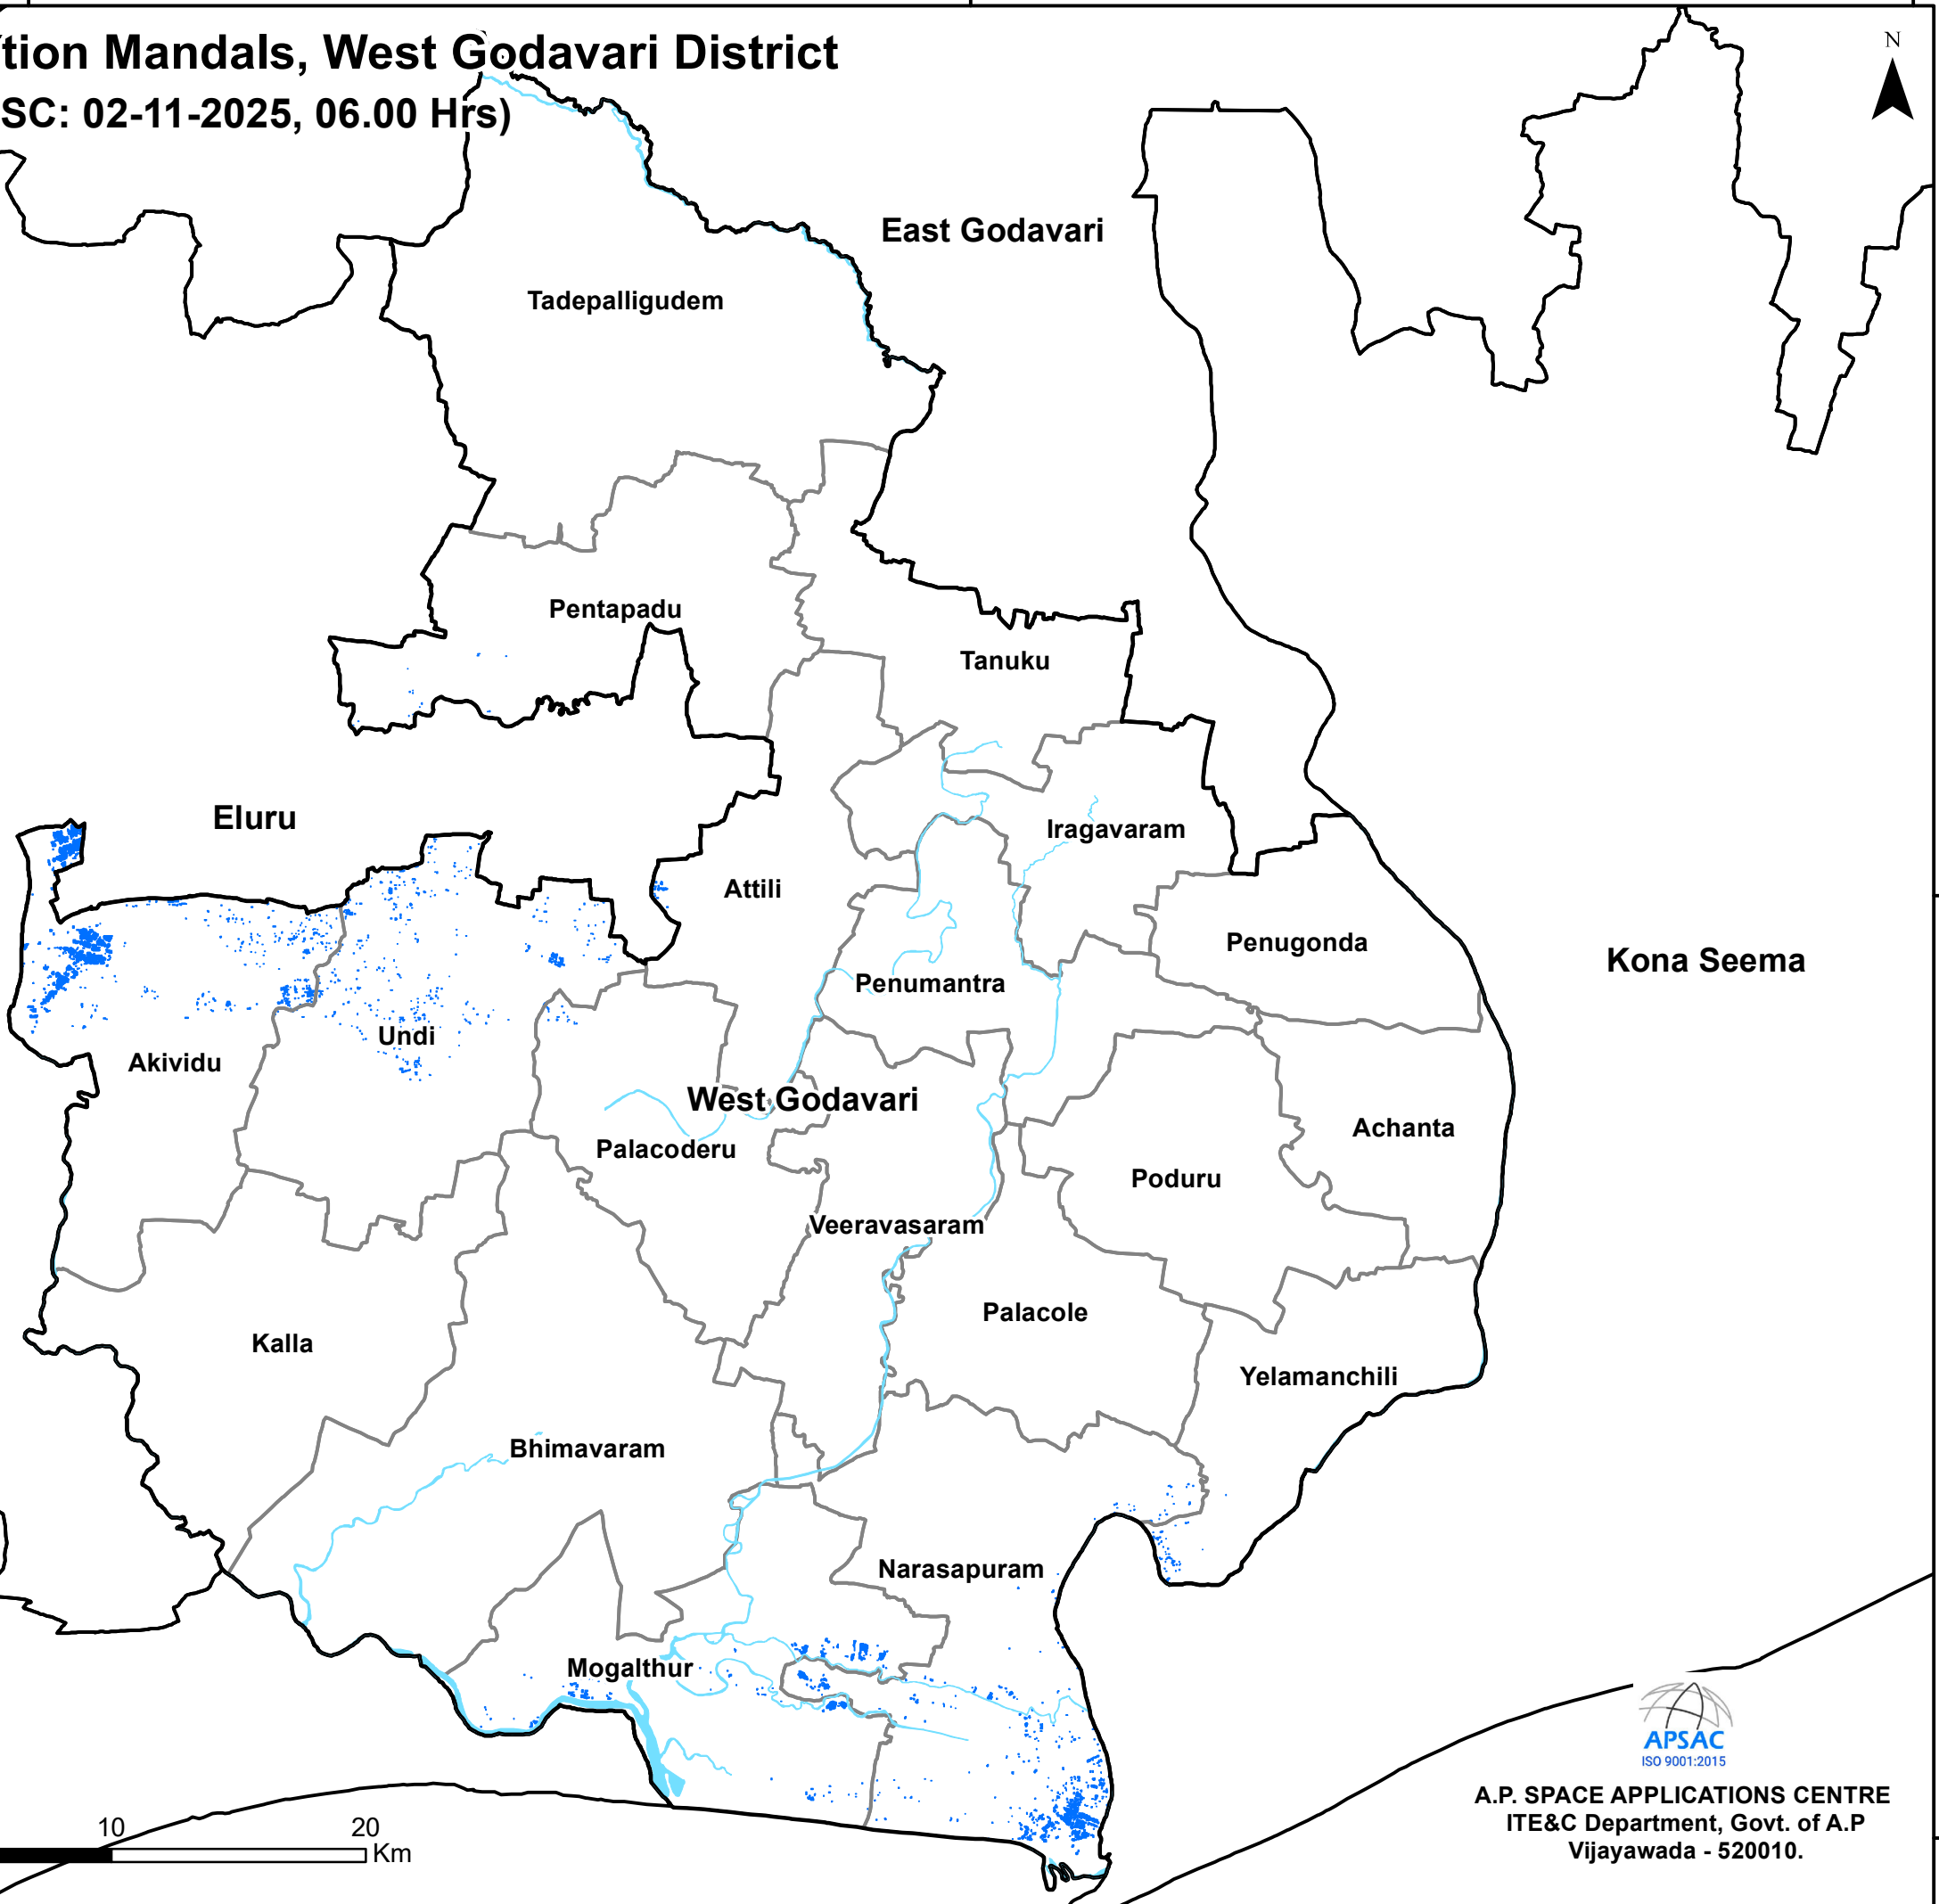 tion Mandals, West Godavari District
SC: 02-11-2025, 06.00 Hrs)
N
East Godavari
Tadepalligudem
Pentapadu
Tanuku
Eluru
Iragavaram
Attili
Penugonda
Kona Seema
Penumantra
Undi
Akividu
West Godavari
Achanta
Palacoderu
Poduru
Veeravasaram
Palacole
Kalla
Yelamanchili
Bhimavaram
Narasapuram
Mogalthur
APSAC
ISO 9001:2015
A.P. SPACE APPLICATIONS CENTRE
ITE&C Department, Govt. of A.P
Vijayawada - 520010.
10 20
Km